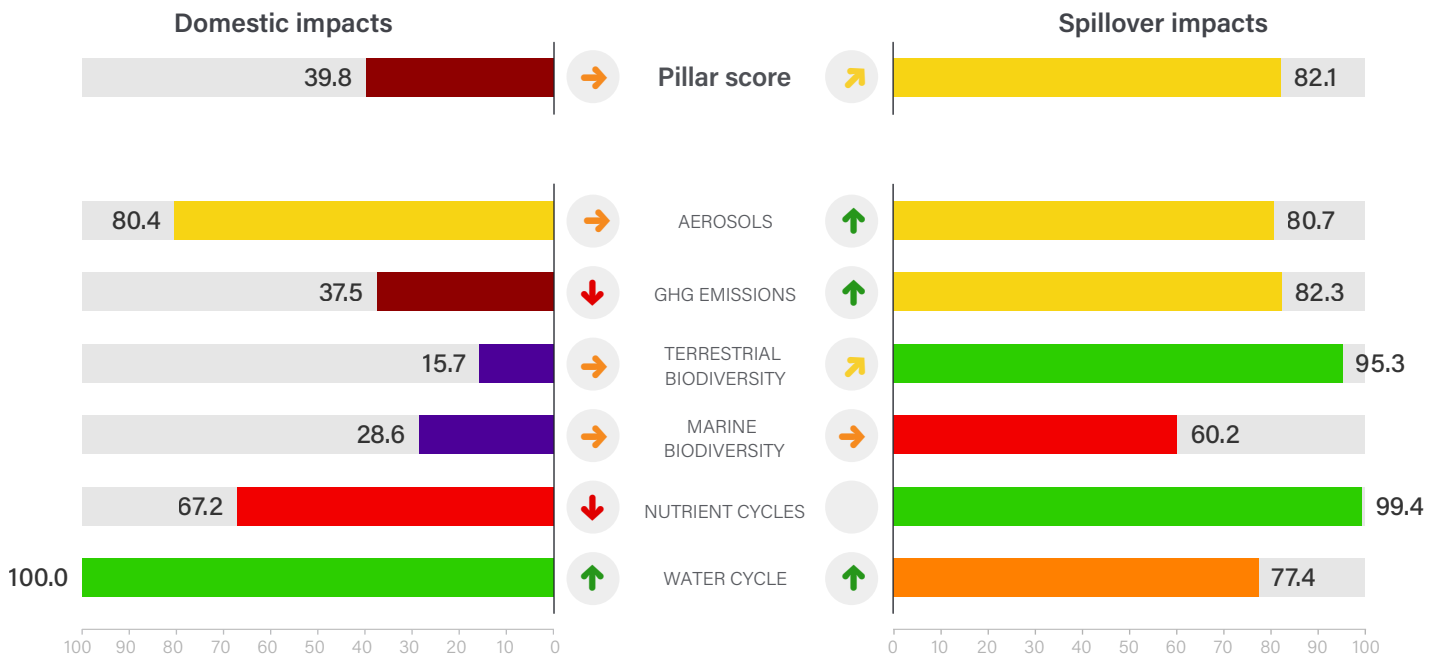 Domestic impacts
Spillover impacts
39.8
Pillar score
82.1
80.4
AEROSOLS
80.7
37.5
GHG EMISSIONS
82.3
15.7
TERRESTRIAL
BIODIVERSITY
95.3
28.6
MARINE
BIODIVERSITY
60.2
67.2
NUTRIENT CYCLES
99.4
100.0
WATER CYCLE
77.4
100 90 80 70 60 50 40 30 20 10 0
0 10 20 30 40 50 60 70 80 90 100